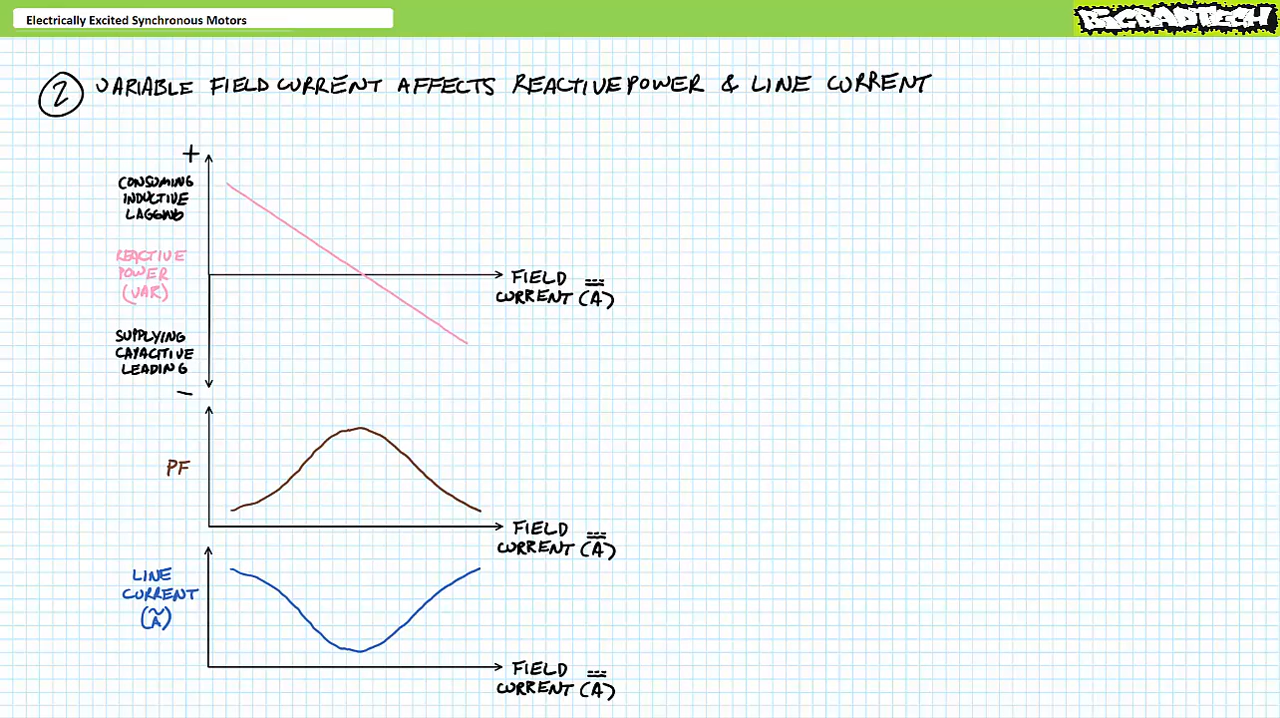 Electrically Excited Synchronous Motors
BIGBADTECH
2 VARIABLE FIELD CURRENT AFFECTS REACTIVE POWER & LINE CURRENT
+
CONSUMING
INDUCTIVE
LAGGING
REACTIVE
POWER
(VAR)
FIELD
CURRENT (A)
SUPPLYING
CAPACITIVE
LEADING
-
PF
FIELD
CURRENT (A)
LINE
CURRENT
(A)
FIELD
CURRENT (A)